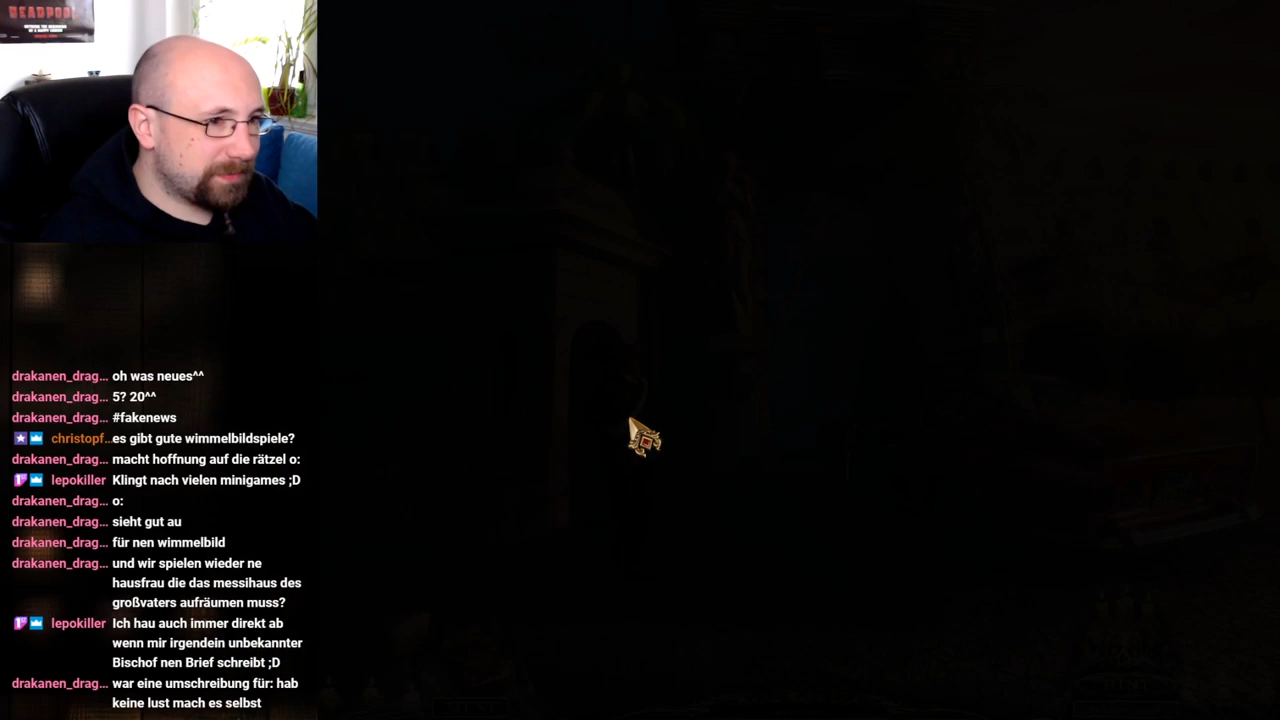 DEADPOOL
drakanen_drag... oh was neues^^
drakanen_drag... 5? 20^^
drakanen_drag... #fakenews
christopf... es gibt gute wimmelbildspiele?
drakanen_drag... macht hoffnung auf die rätzel o:
lepokiller Klingt nach vielen minigames ;D
drakanen_drag... o:
drakanen_drag... sieht gut au
drakanen_drag... für nen wimmelbild
drakanen_drag... und wir spielen wieder ne
hausfrau die das messihaus des
großvaters aufräumen muss?
lepokiller Ich hau auch immer direkt ab
wenn mir irgendein unbekannter
Bischof nen Brief schreibt ;D
drakanen_drag... war eine umschreibung für: hab
keine lust mach es selbst